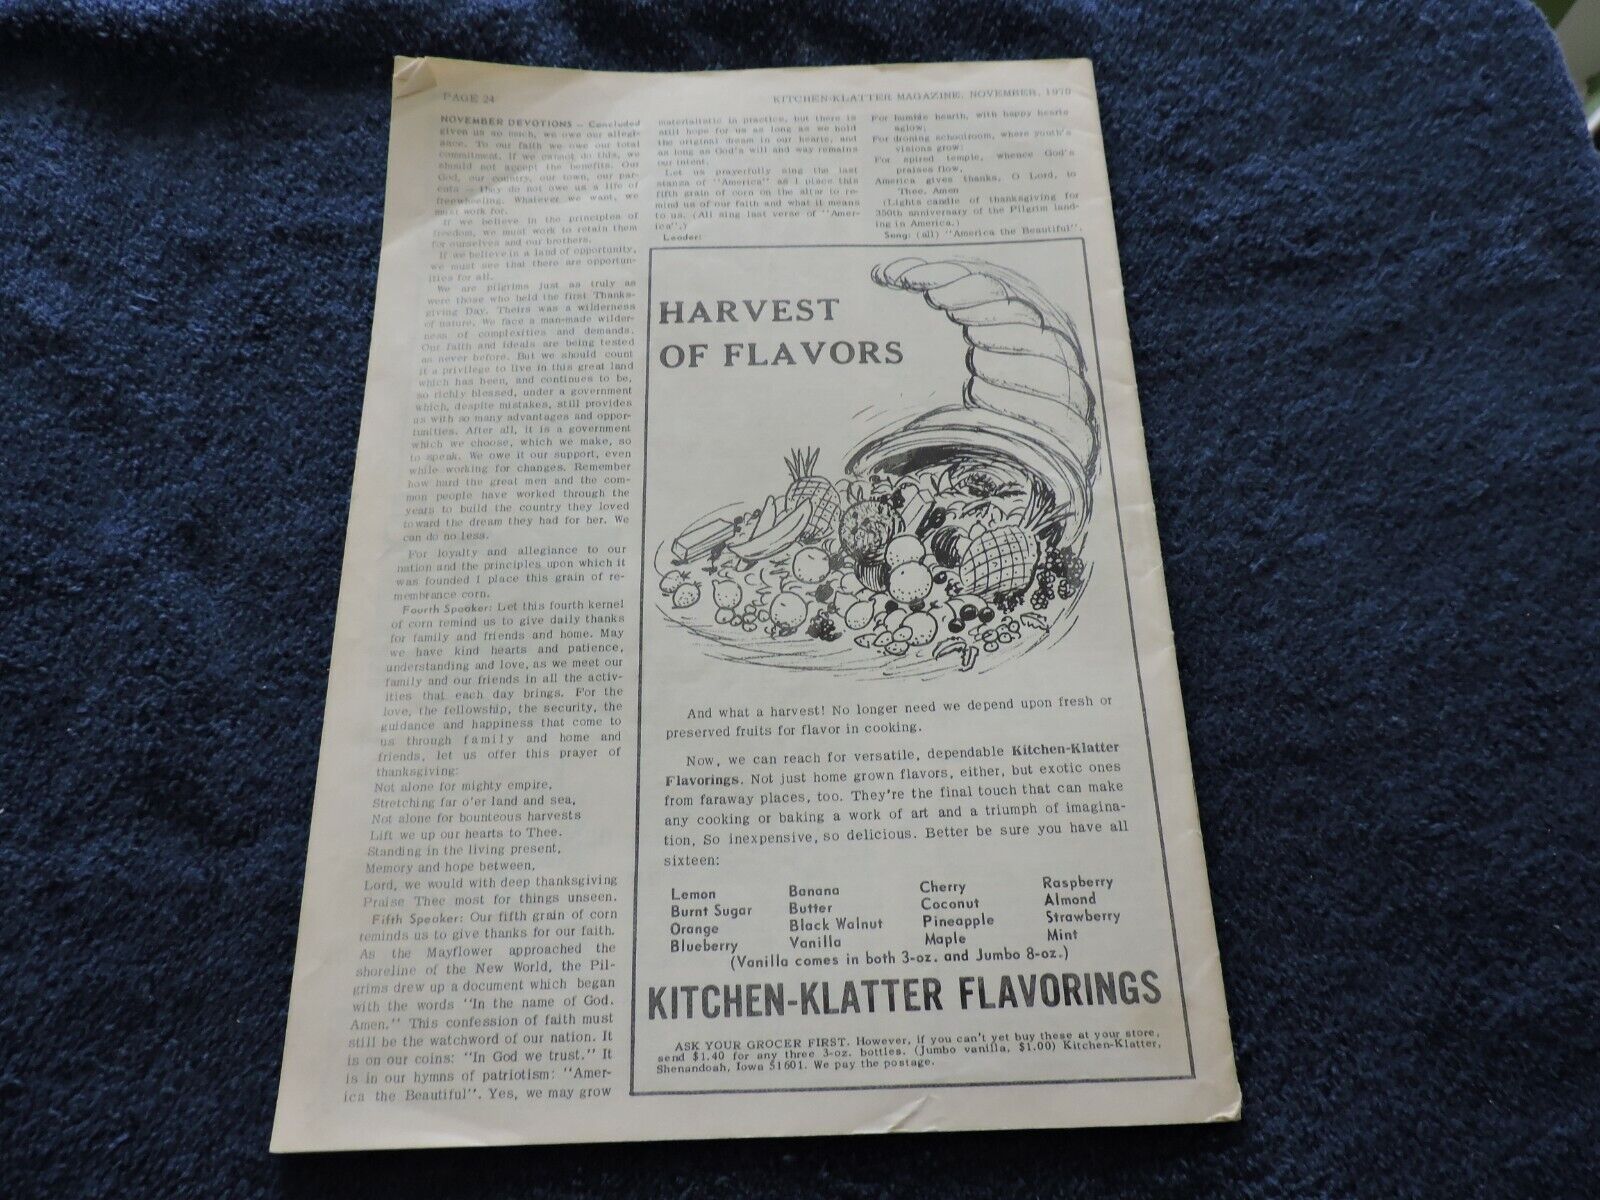 PAGE 24
KITCHEN-KLATTER MAGAZINE, NOVEMBER, 1970
NOVEMBER DEVOTIONS – Concluded
given us so much, we owe our allegi-
ance. To our faith we owe our total
commitment. If we cannot do this, we
should not accept the benefits. Our
God, our country, our town, our par-
ents – they do not owe us a life of
freewheeling. Whatever we want, we
must work for.
If we believe in the principles of
freedom, we must work to retain them
for ourselves and our brothers.
If we believe in a land of opportunity,
we must see that there are opportun-
ities for all.
We are pilgrims just as truly as
were those who held the first Thanks-
giving Day. Theirs was a wilderness
of nature. We face a man-made wilder-
ness of complexities and demands.
Our faith and ideals are being tested
as never before. But we should count
it a privilege to live in this great land
which has been, and continues to be,
so richly blessed, under a government
which, despite mistakes, still provides
us with so many advantages and oppor-
tunities. After all, it is a government
which we choose, which we make, so
to speak. We owe it our support, even
while working for changes. Remember
how hard the great men and the com-
mon people have worked through the
years to build the country they loved
toward the dream they had for her. We
can do no less.
For loyalty and allegiance to our
nation and the principles upon which it
was founded I place this grain of re-
membrance corn.
Fourth Speaker: Let this fourth kernel
of corn remind us to give daily thanks
for family and friends and home. May
we have kind hearts and patience,
understanding and love, as we meet our
family and our friends in all the activ-
ities that each day brings. For the
love, the fellowship, the security, the
guidance and happiness that come to
us through family and home and
friends, let us offer this prayer of
thanksgiving:
Not alone for mighty empire,
Stretching far o'er land and sea,
Not alone for bounteous harvests
Lift we up our hearts to Thee.
Standing in the living present,
Memory and hope between,
Lord, we would with deep thanksgiving
Praise Thee most for things unseen.
Fifth Speaker: Our fifth grain of corn
reminds us to give thanks for our faith.
As the Mayflower approached the
shoreline of the New World, the Pil-
grims drew up a document which began
with the words "In the name of God.
Amen." This confession of faith must
still be the watchword of our nation. It
is on our coins: "In God we trust." It
is in our hymns of patriotism: "Amer-
ica the Beautiful". Yes, we may grow
materialistic in practice, but there is
still hope for us as long as we hold
the original dream in our hearts, and
as long as God's will and way remains
our intent.
Let us prayerfully sing the last
stanza of "America" as I place this
fifth grain of corn on the altar to re-
mind us of our faith and what it means
to us. (All sing last verse of "Amer-
ica".)
Leader:
For humble hearth, with happy hearts
aglow;
For droning schoolroom, where youth's
visions grow;
For spired temple, whence God's
praises flow,
America gives thanks, O Lord, to
Thee. Amen
(Lights candle of thanksgiving for
350th anniversary of the Pilgrim land-
ing in America.)
Song: (all) "America the Beautiful".
HARVEST
OF FLAVORS
And what a harvest! No longer need we depend upon fresh or
preserved fruits for flavor in cooking.
Now, we can reach for versatile, dependable Kitchen-Klatter
Flavorings. Not just home grown flavors, either, but exotic ones
from faraway places, too. They're the final touch that can make
any cooking or baking a work of art and a triumph of imagina-
tion, So inexpensive, so delicious. Better be sure you have all
sixteen:
Lemon Banana Cherry Raspberry
Burnt Sugar Butter Coconut Almond
Orange Black Walnut Pineapple Strawberry
Blueberry Vanilla Maple Mint
(Vanilla comes in both 3-oz. and Jumbo 8-oz.)
KITCHEN-KLATTER FLAVORINGS
ASK YOUR GROCER FIRST. However, if you can't yet buy these at your store,
send $1.40 for any three 3-oz. bottles. (Jumbo vanilla, $1.00) Kitchen-Klatter,
Shenandoah, Iowa 51601. We pay the postage.